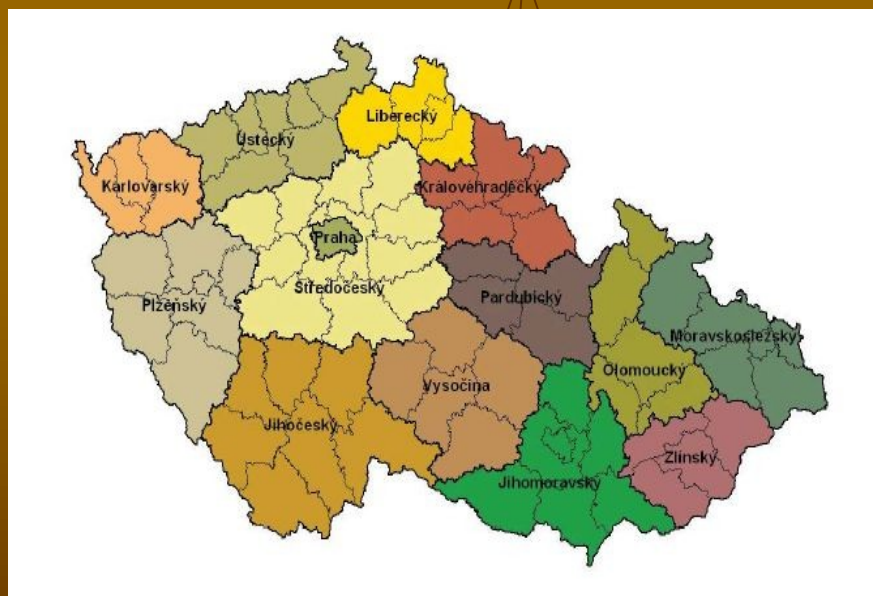 Liberecký
Ústecký
Karlovarský
Královéhradecký
Praha
Středočeský
Pardubický
Plzeňský
Moravskoslezský
Olomoucký
Vysočina
Jihočeský
Zlínský
Jihomoravský